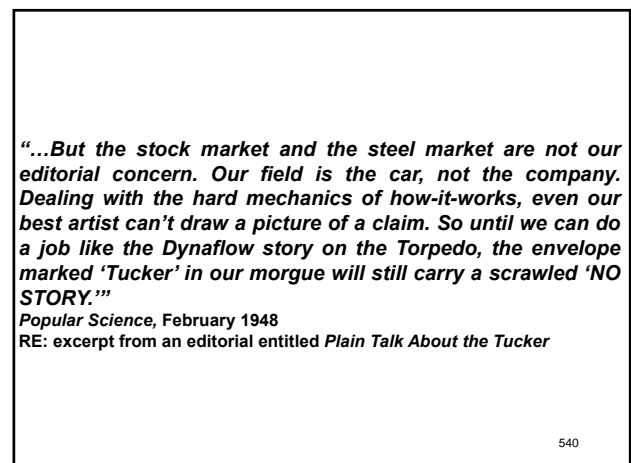 “…But the stock market and the steel market are not our
editorial concern. Our field is the car, not the company.
Dealing with the hard mechanics of how-it-works, even our
best artist can’t draw a picture of a claim. So until we can do
a job like the Dynaflow story on the Torpedo, the envelope
marked ‘Tucker’ in our morgue will still carry a scrawled ‘NO
STORY.’”
Popular Science, February 1948
RE: excerpt from an editorial entitled Plain Talk About the Tucker
540